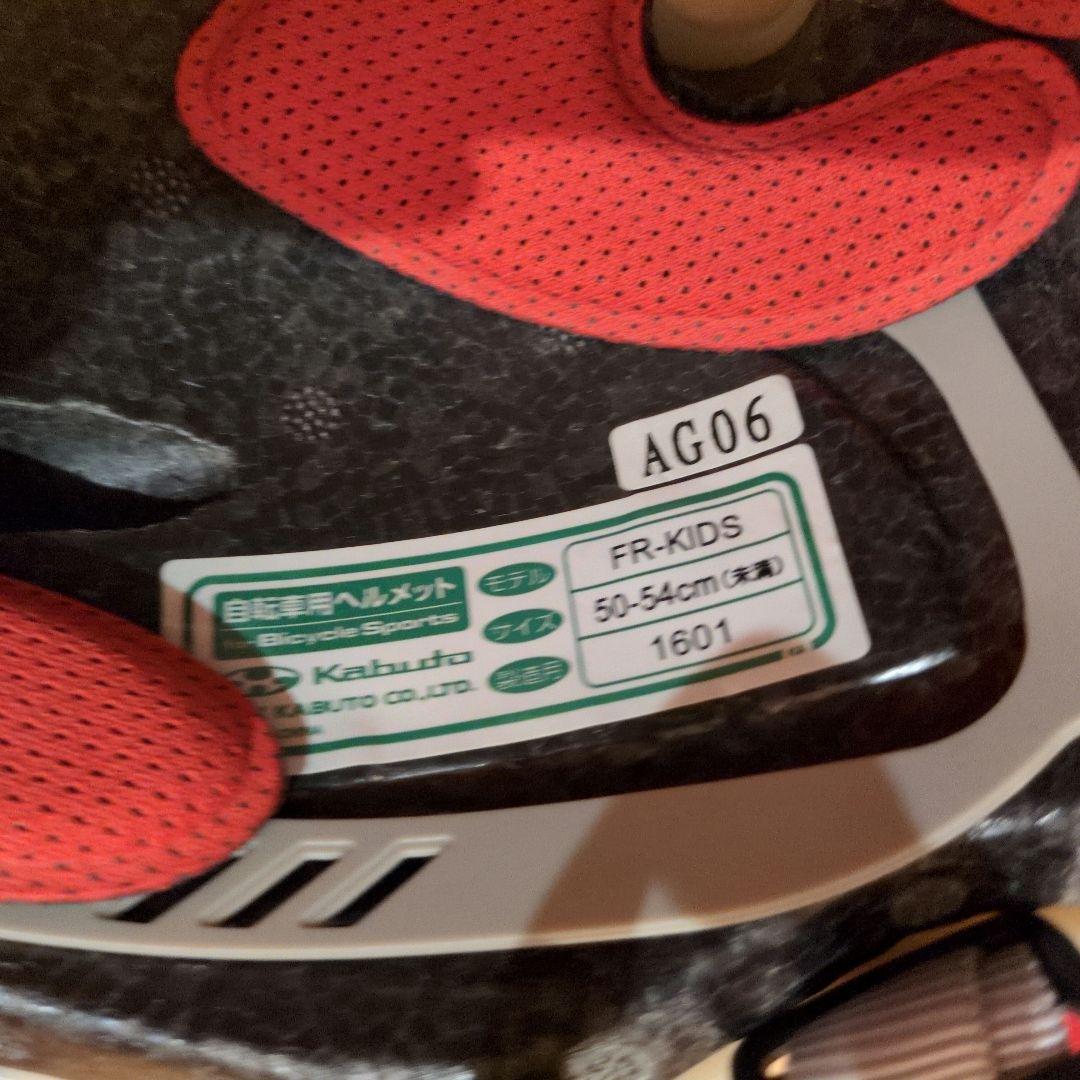 AG06
自転車用ヘルメット
Bicycle Sports
Kabuto
KABUTO CO.,LTD.
モデル
FR-KIDS
サイズ
50-54cm(未満)
製造月
1601